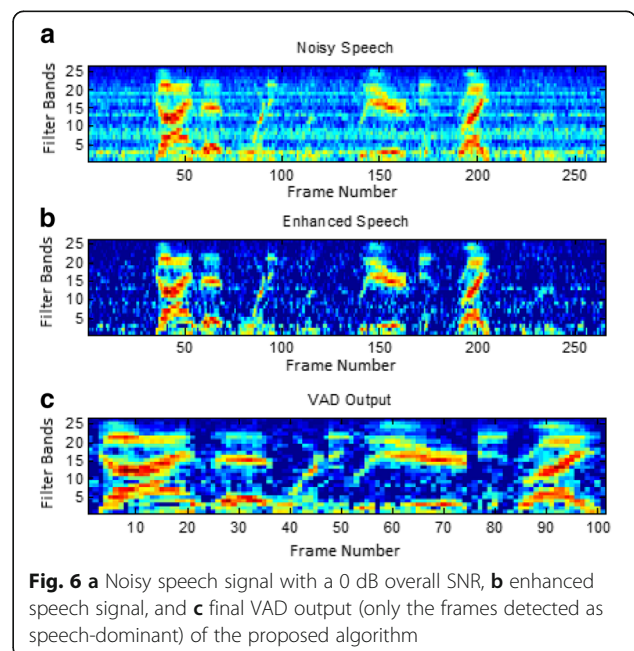 a
Noisy Speech
Filter Bands
25
20
15
10
5
50 100 150 200 250
Frame Number
b
Enhanced Speech
Filter Bands
25
20
15
10
5
50 100 150 200 250
Frame Number
c
VAD Output
Filter Bands
25
20
15
10
5
10 20 30 40 50 60 70 80 90 100
Frame Number
Fig. 6 a Noisy speech signal with a 0 dB overall SNR, b enhanced
speech signal, and c final VAD output (only the frames detected as
speech-dominant) of the proposed algorithm